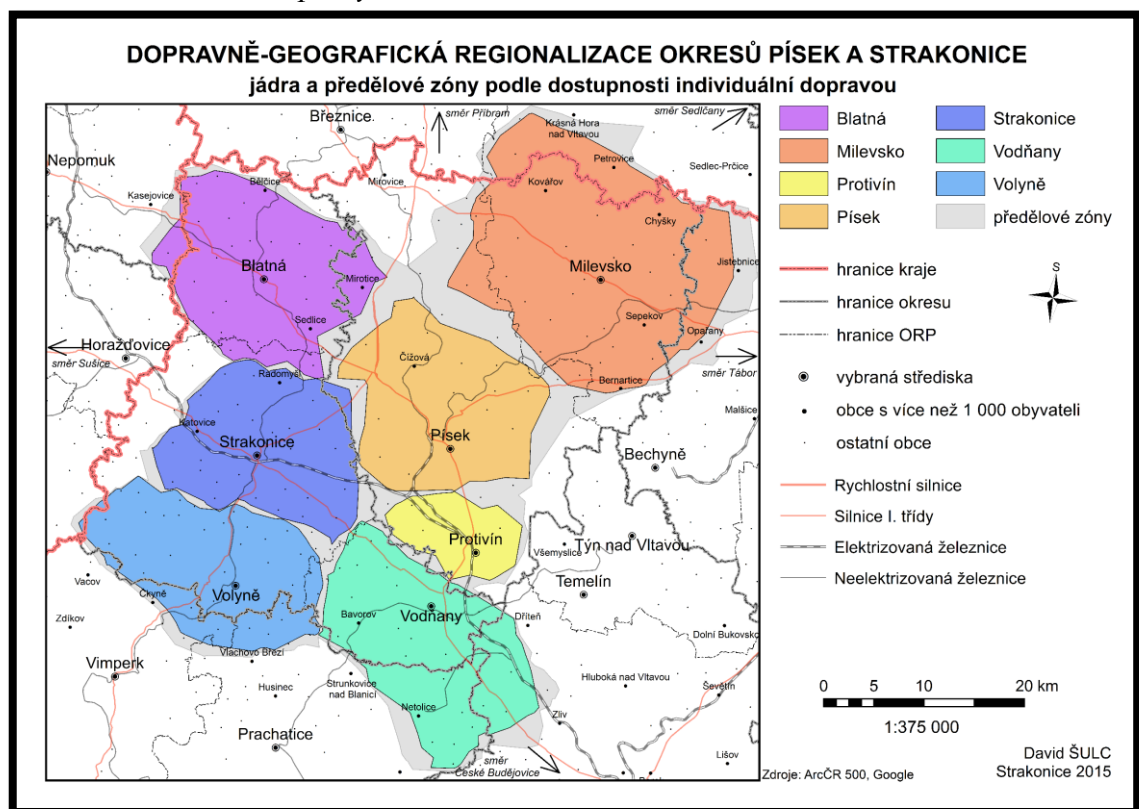 DOPRAVNĚ-GEOGRAFICKÁ REGIONALIZACE OKRESŮ PÍSEK A STRAKONICE
jádra a předělové zóny podle dostupnosti individuální dopravou
Březnice
směr Příbram
Krásná Hora
nad Vltavou
směr Sedlčany
Nepomuk
Kasejovice
Bělčice
Mirovice
Kovářov
Petrovice
Sedlec-Prčice
Chyšky
Blatná
Mirotice
Milevsko
Jistebnice
Sedlice
Sepekov
Opařany
Horažďovice
směr Sušice
Radomyšl
Čížová
Bernartice
směr Tábor
Malšice
Katovice
Strakonice
Písek
Bechyně
Protivín
Všemyslice
Týn nad Vltavou
Temelín
Vacov
Čkyně
Volyně
Vodňany
Bavorov
Dříteň
Zdíkov
Dolní Bukovsko
Vimperk
Vlachovo Březí
Husinec
Strunkovice
nad Blanicí
Netolice
Hluboká nad Vltavou
Ševětín
Zliv
Prachatice
Lišov
směr
České Budějovice
Blatná
Milevsko
Protivín
Písek
Strakonice
Vodňany
Volyně
předělové zóny
hranice kraje
hranice okresu
hranice ORP
S
vybraná střediska
obce s více než 1 000 obyvateli
ostatní obce
Rychlostní silnice
Silnice I. třídy
Elektrizovaná železnice
Neelektrizovaná železnice
0 5 10 20 km
1:375 000
Zdroje: ArcČR 500, Google
David ŠULC
Strakonice 2015